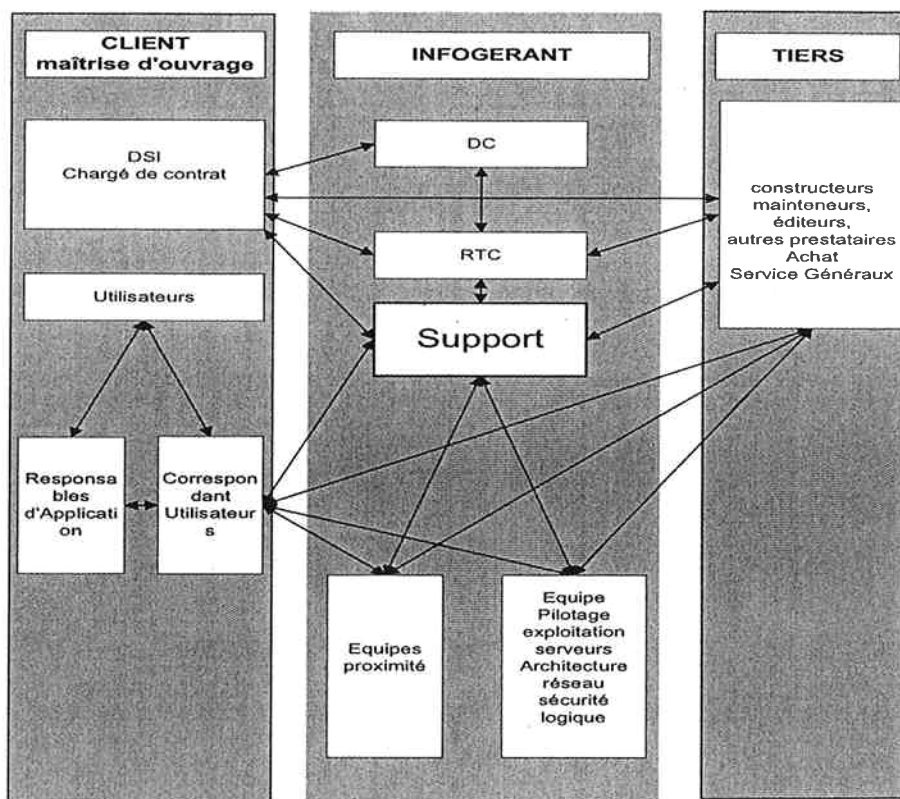 CLIENT
maîtrise d'ouvrage
DSI
Chargé de contrat
Utilisateurs
Responsa
bles
d'Applicati
on
Correspon
dant
Utilisateur
s
INFOGERANT
DC
RTC
Support
Equipes
proximité
Equipe
Pilotage
exploitation
serveurs
Architecture
réseau
sécurité
logique
TIERS
constructeurs
mainteneurs,
éditeurs,
autres prestataires
Achat
Service Généraux